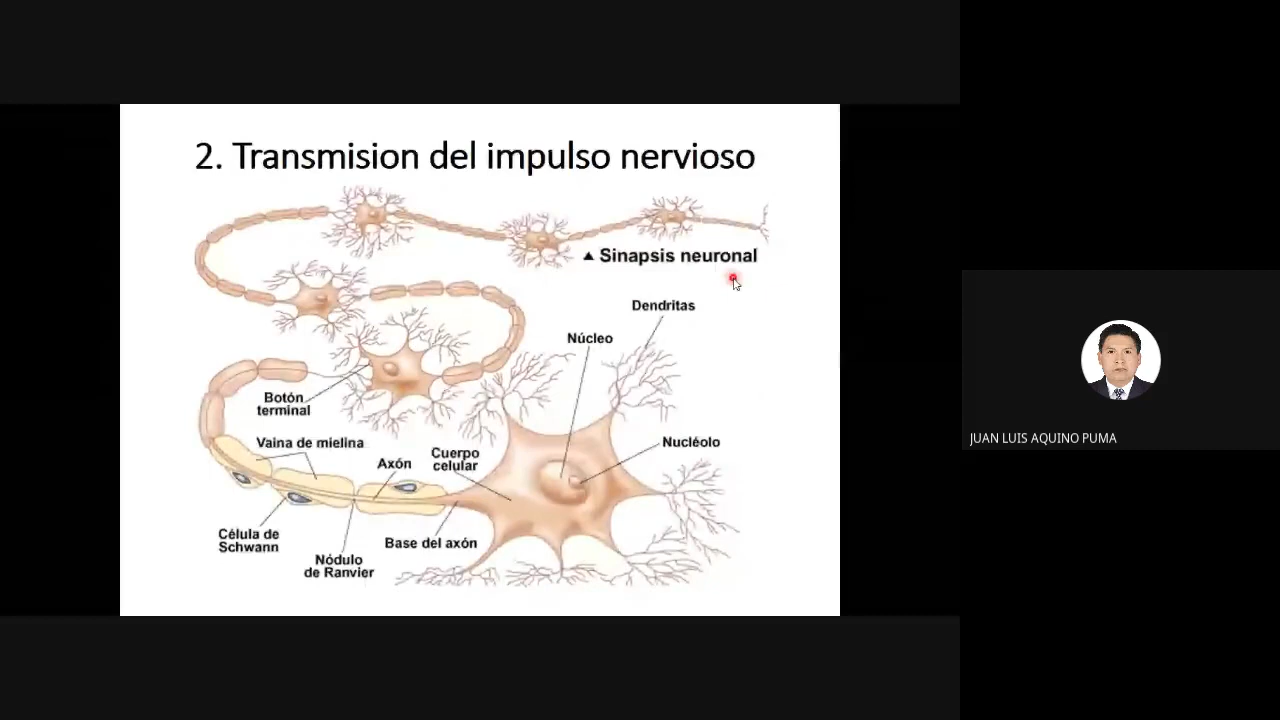 2. Transmision del impulso nervioso
▲ Sinapsis neuronal
Dendritas
Núcleo
Botón
terminal
Vaina de mielina
Axón
Cuerpo
celular
Nucléolo
Célula de
Schwann
Nódulo
de Ranvier
Base del axón
JUAN LUIS AQUINO PUMA